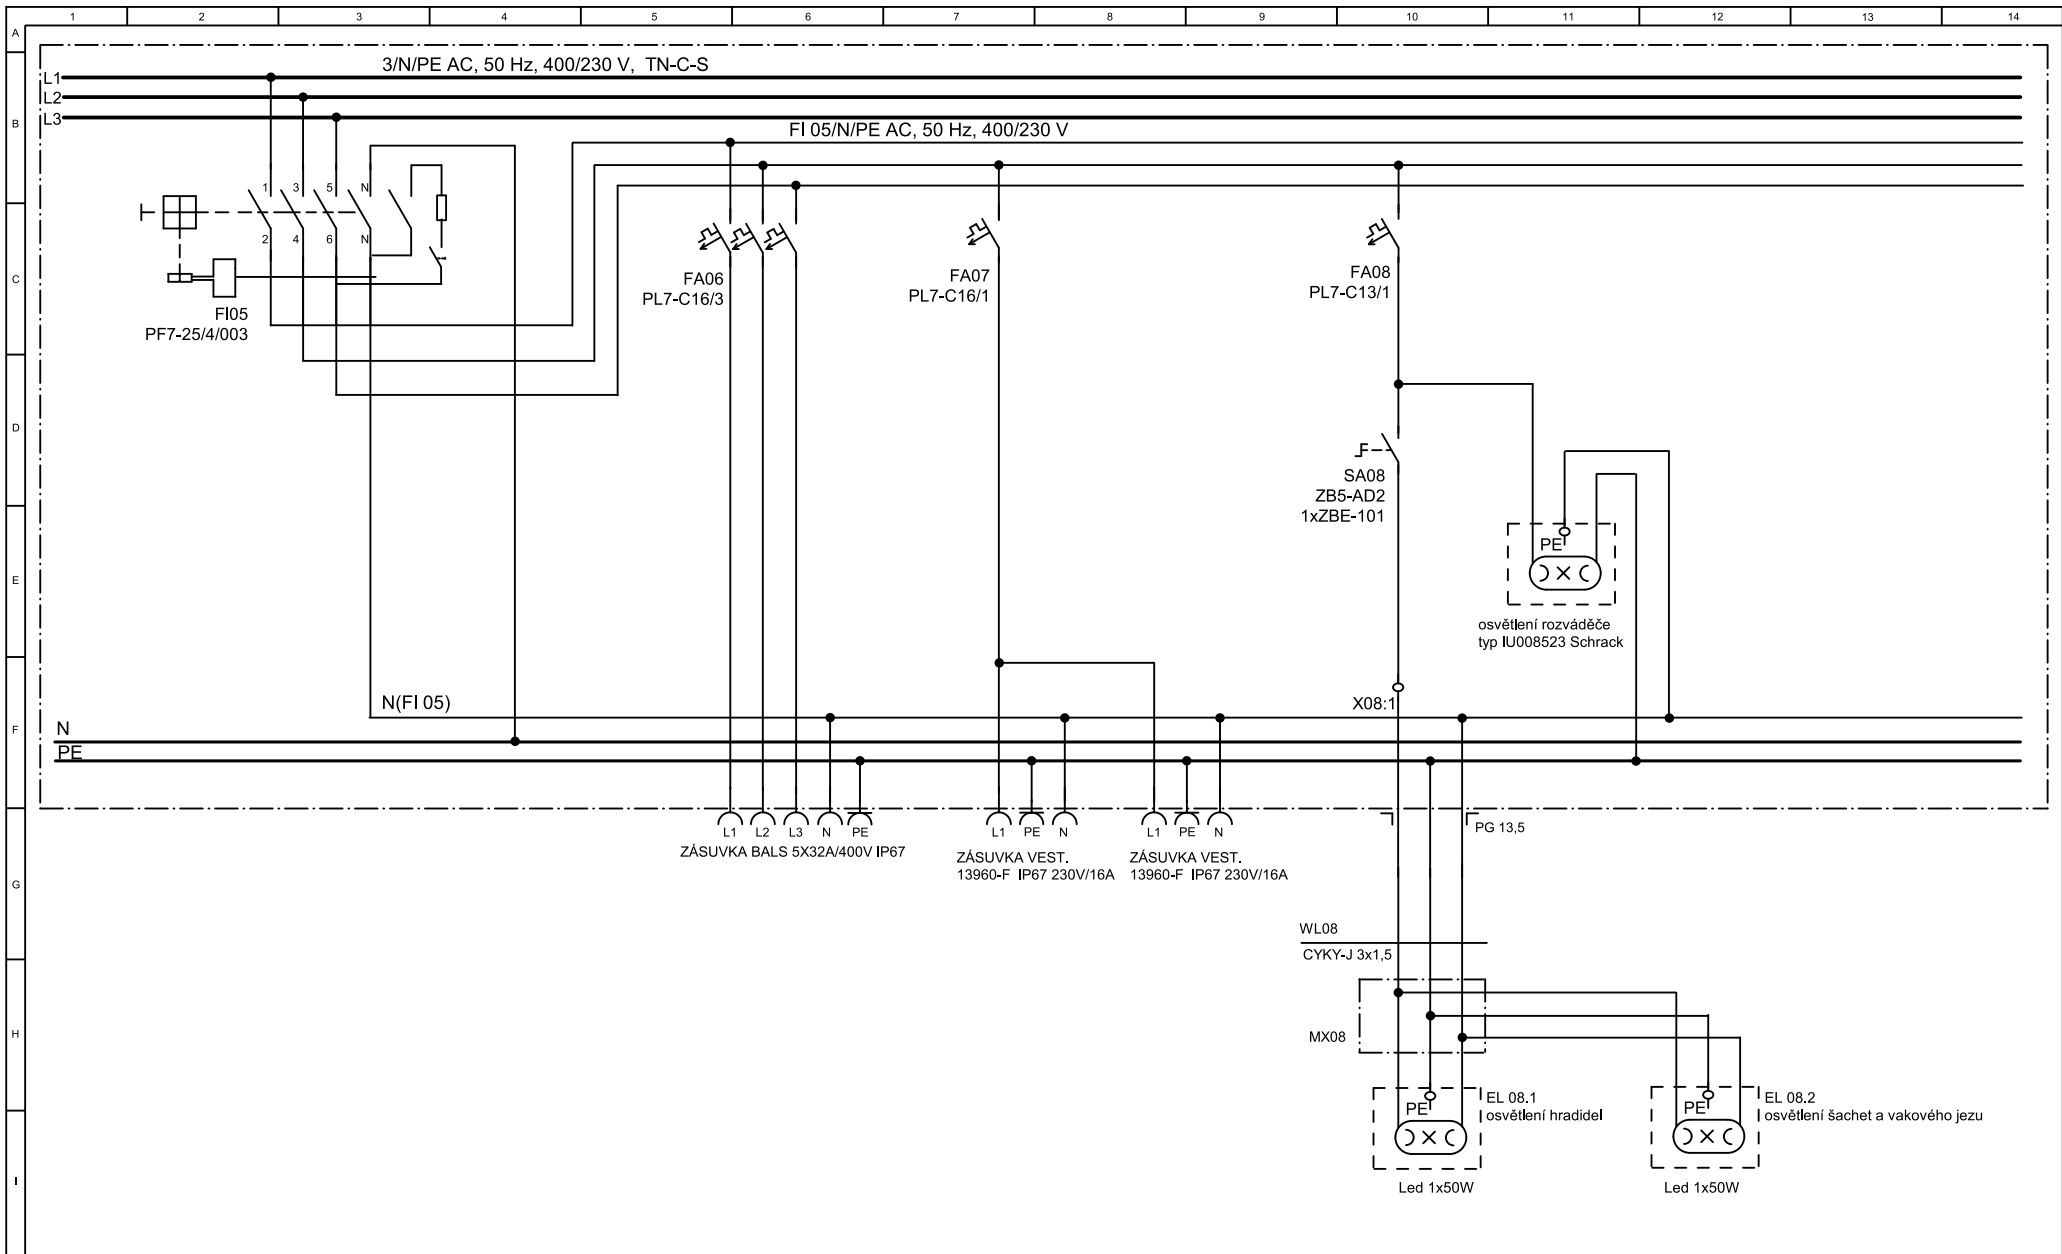 1 2 3 4 5 6 7 8 9 10 11 12 13 14
A
3/N/PE AC, 50 Hz, 400/230 V, TN-C-S
L1
L2
L3
B
FI 05/N/PE AC, 50 Hz, 400/230 V
1 3 5 N
2 4 6 N
C
FI05
PF7-25/4/003
FA06
PL7-C16/3
FA07
PL7-C16/1
FA08
PL7-C13/1
D
SA08
ZB5-AD2
1xZBE-101
PE
E
osvětlení rozváděče
typ IU008523 Schrack
N(FI 05)
X08:1
F
N
PE
L1 L2 L3 N PE
ZÁSUVKA BALS 5X32A/400V IP67
L1 PE N
ZÁSUVKA VEST.
13960-F IP67 230V/16A
L1 PE N
ZÁSUVKA VEST.
13960-F IP67 230V/16A
PG 13,5
G
WL08
CYKY-J 3x1,5
H
MX08
PE
EL 08.1
osvětlení hradidel
Led 1x50W
PE
EL 08.2
osvětlení šachet a vakového jezu
Led 1x50W
I